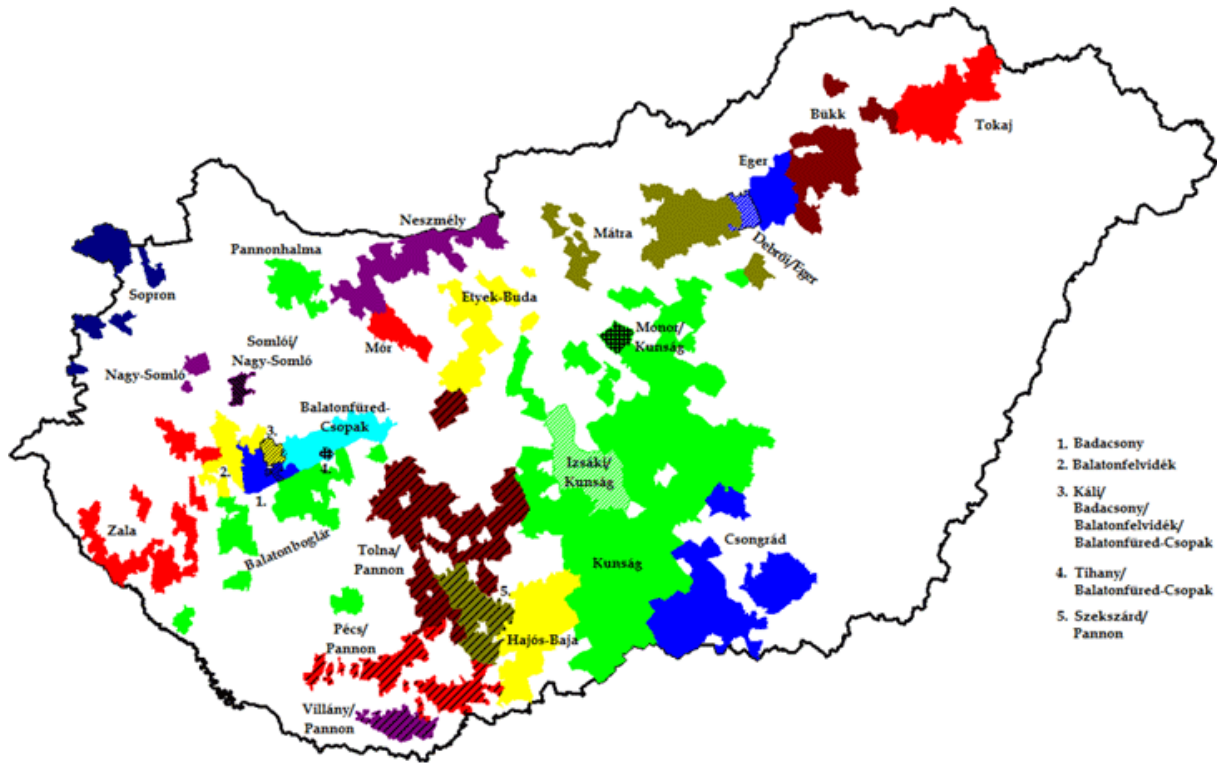 Bükk
Tokaj
Eger
Neszmély
Mátra
Debrői/Eger
Pannonhalma
Sopron
Etyek-Buda
Monor/
Kunság
Somlói/
Nagy-Somló
Mór
Nagy-Somló
Balatonfüred-
Csopak
3.
4.
2.
1.
Izsáki/
Kunság
Balatonboglár
Zala
Csongrád
Tolna/
Pannon
Kunság
5.
Pécs/
Pannon
Hajós-Baja
Villány/
Pannon
1. Badacsony
2. Balatonfelvidék
3. Káli/
Badacsony/
Balatonfelvidék/
Balatonfüred-Csopak
4. Tihany/
Balatonfüred-Csopak
5. Szekszárd/
Pannon